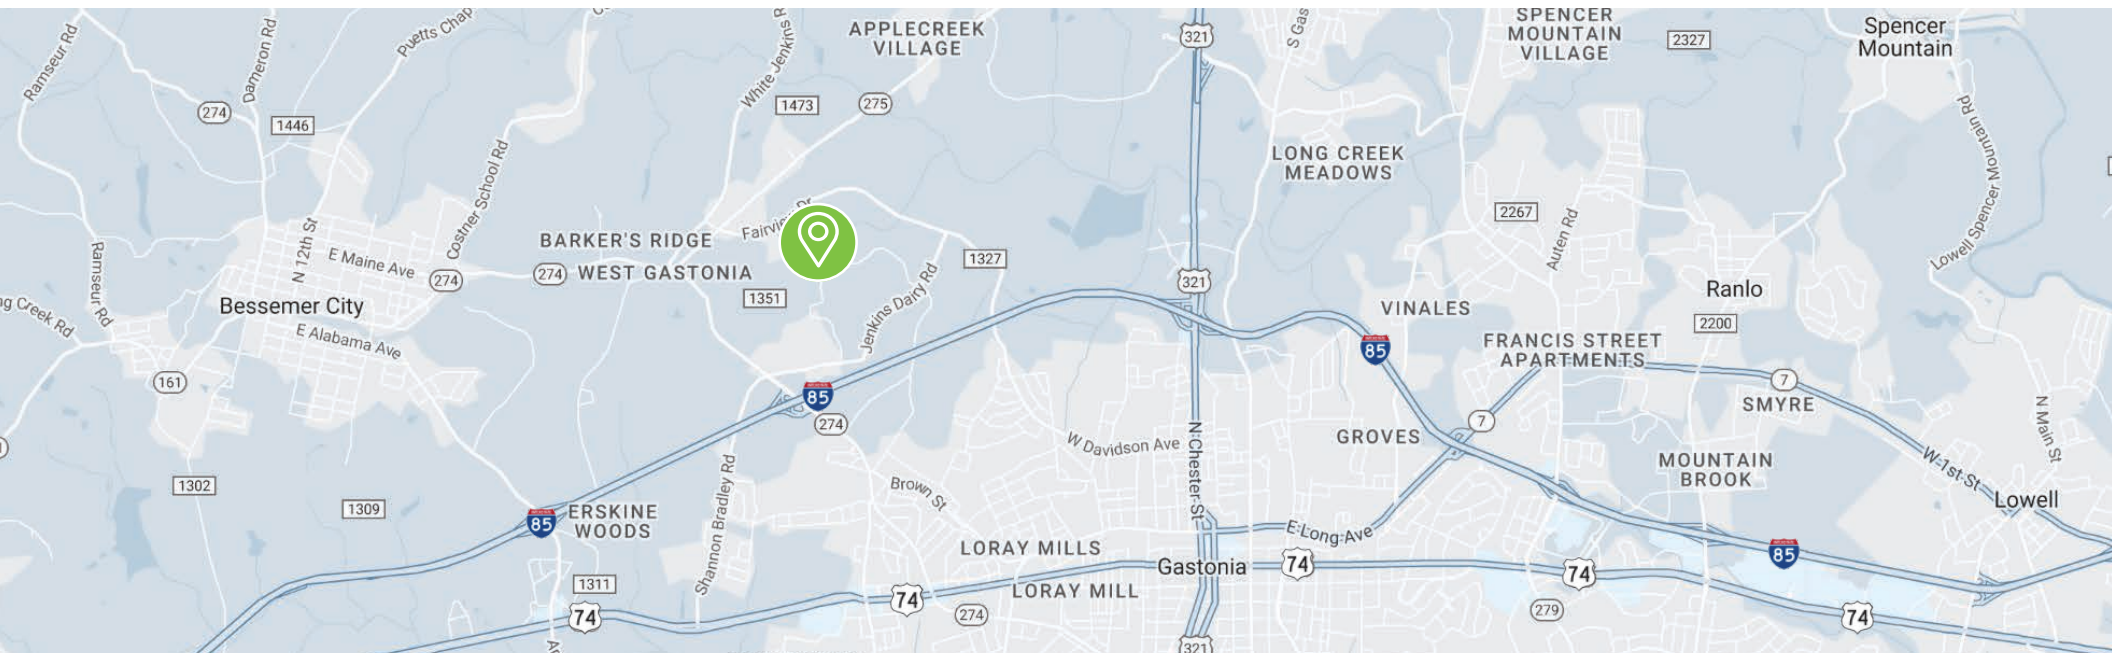 Ramseur Rd
Dameron Rd
Puetts Chap
White Jenkins R
APPLECREEK
VILLAGE
321
S Gas
SPENCER
MOUNTAIN
VILLAGE
2327
Spencer
Mountain
274
1446
1473
275
LONG CREEK
MEADOWS
Lowell Spencer Mountain Rd
Costner School Rd
N 12th St
E Maine Ave
274
Ramseur Rd
BARKER'S RIDGE
274
WEST GASTONIA
Fairview Dr
1351
1327
Jenkins Dairy Rd
321
2267
Auten Rd
Ranlo
2200
VINALES
Bessemer City
ng Creek Rd
E Alabama Ave
161
85
274
85
FRANCIS STREET
APARTMENTS
7
SMYRE
7
GROVES
N Main St
W Davidson Ave
N Chester St
MOUNTAIN
BROOK
W 1st St
Lowell
1302
1309
85
ERSKINE
WOODS
Shannon Bradley Rd
Brown St
E Long Ave
LORAY MILLS
Gastonia
74
74
85
1311
74
74
LORAY MILL
274
279
74
321